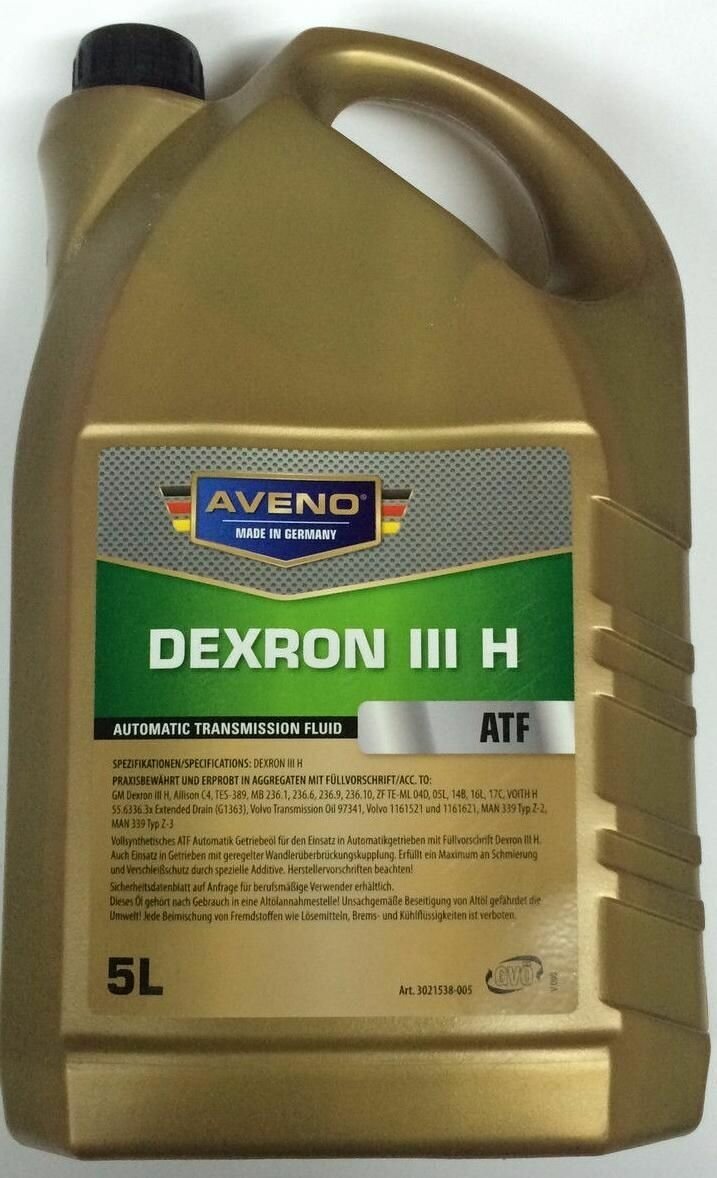 AVENO®
MADE IN GERMANY
DEXRON III H
AUTOMATIC TRANSMISSION FLUID
ATF
SPEZIFIKATIONEN/SPECIFICATIONS: DEXRON III H
PRAXISBEWÄHRT UND ERPROBT IN AGGREGATEN MIT FÜLLVORSCHRIFT/ACC. TO:
GM Dexron III H, Allison C4, TES-389, MB 236.1, 236.6, 236.9, 236.10, ZF TE-ML 04D, 05L, 14B, 16L, 17C, VOITH H
55.6336.3x Extended Drain (G1363), Volvo Transmission Oil 97341, Volvo 1161521 und 1161621, MAN 339 Typ Z-2,
MAN 339 Typ Z-3
Vollsynthetisches ATF Automatik Getriebeöl für den Einsatz in Automatikgetrieben mit Füllvorschrift Dexron III H.
Auch Einsatz in Getrieben mit geregelter Wandlerüberbrückungskupplung. Erfüllt ein Maximum an Schmierung
und Verschleißschutz durch spezielle Additive. Herstellervorschriften beachten!
Sicherheitsdatenblatt auf Anfrage für berufsmäßige Verwender erhältlich.
Dieses Öl gehört nach Gebrauch in eine Altölannahmestelle! Unsachgemäße Beseitigung von Altöl gefährdet die
Umwelt! Jede Beimischung von Fremdstoffen wie Lösemitteln, Brems- und Kühlflüssigkeiten ist verboten.
5L
Art. 3021538-005
GVÖ